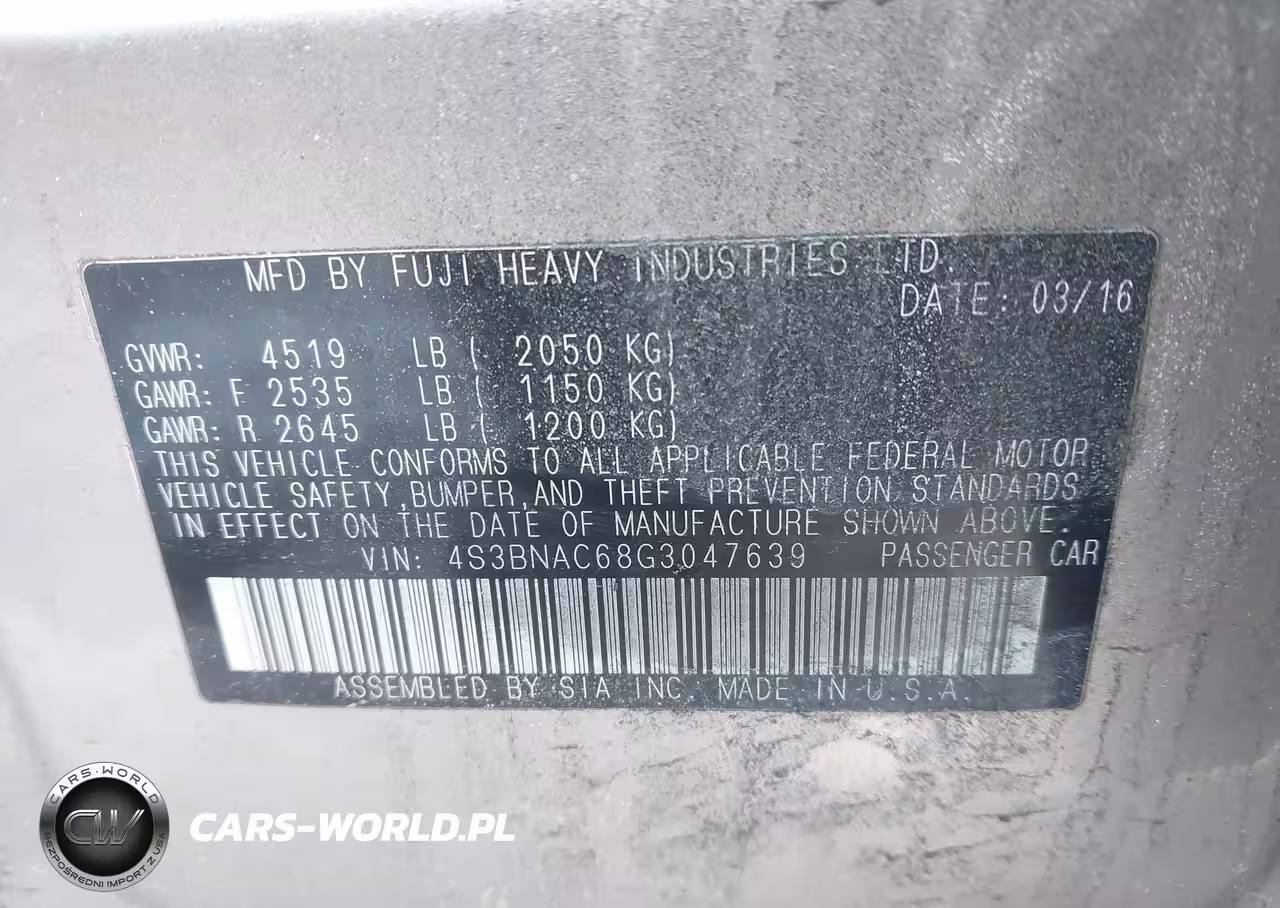 MFD BY FUJI HEAVY INDUSTRIES LTD.
DATE: 03/16
GVWR: 4519 LB ( 2050 KG)
GAWR: F 2535 LB ( 1150 KG)
GAWR: R 2645 LB ( 1200 KG)
THIS VEHICLE CONFORMS TO ALL APPLICABLE FEDERAL MOTOR
VEHICLE SAFETY,BUMPER,AND THEFT PREVENTION STANDARDS
IN EFFECT ON THE DATE OF MANUFACTURE SHOWN ABOVE.
VIN: 4S3BNAC68G3047639 PASSENGER CAR
ASSEMBLED BY SIA INC. MADE IN U.S.A
CARS-WORLD
CW
BEZPOŚREDNI IMPORT Z USA
CARS-WORLD.PL